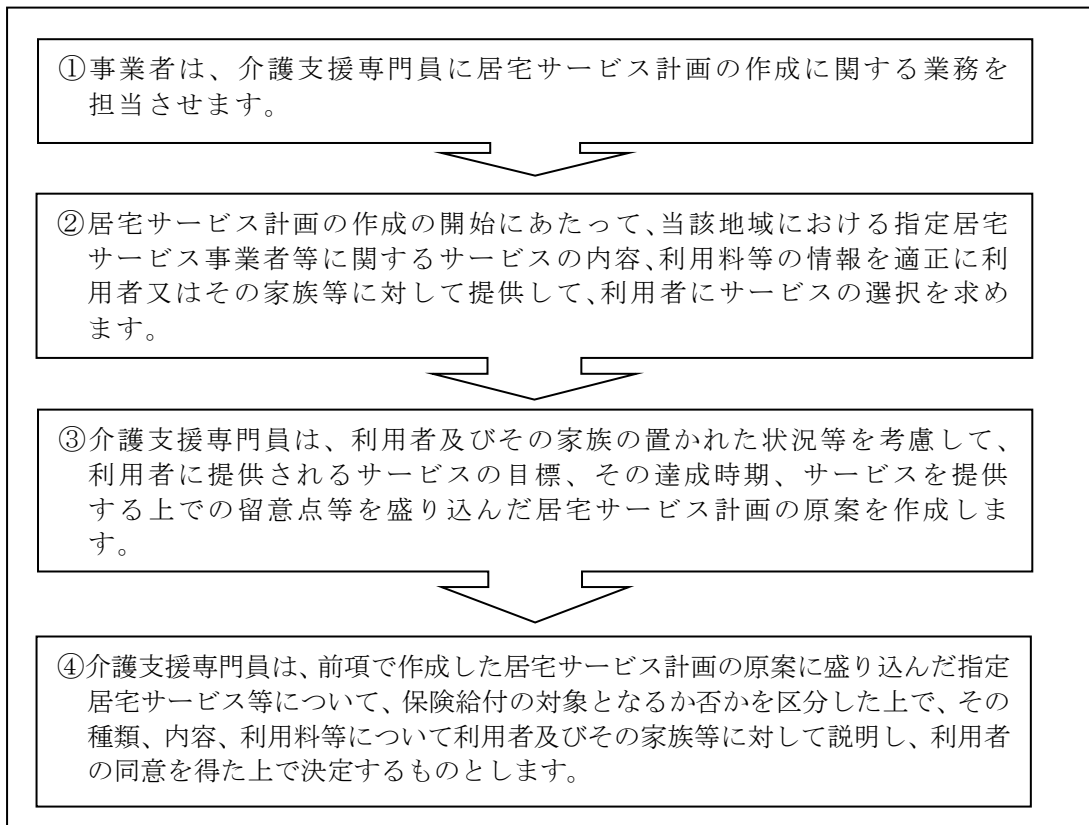 ①事業者は、介護支援専門員に居宅サービス計画の作成に関する業務を
担当させます。
②居宅サービス計画の作成の開始にあたって、当該地域における指定居宅
サービス事業者等に関するサービスの内容、利用料等の情報を適正に利
用者又はその家族等に対して提供して、利用者にサービスの選択を求め
ます。
③介護支援専門員は、利用者及びその家族の置かれた状況等を考慮して、
利用者に提供されるサービスの目標、その達成時期、サービスを提供
する上での留意点等を盛り込んだ居宅サービス計画の原案を作成しま
す。
④介護支援専門員は、前項で作成した居宅サービス計画の原案に盛り込んだ指定
居宅サービス等について、保険給付の対象となるか否かを区分した上で、その
種類、内容、利用料等について利用者及びその家族等に対して説明し、利用者
の同意を得た上で決定するものとします。